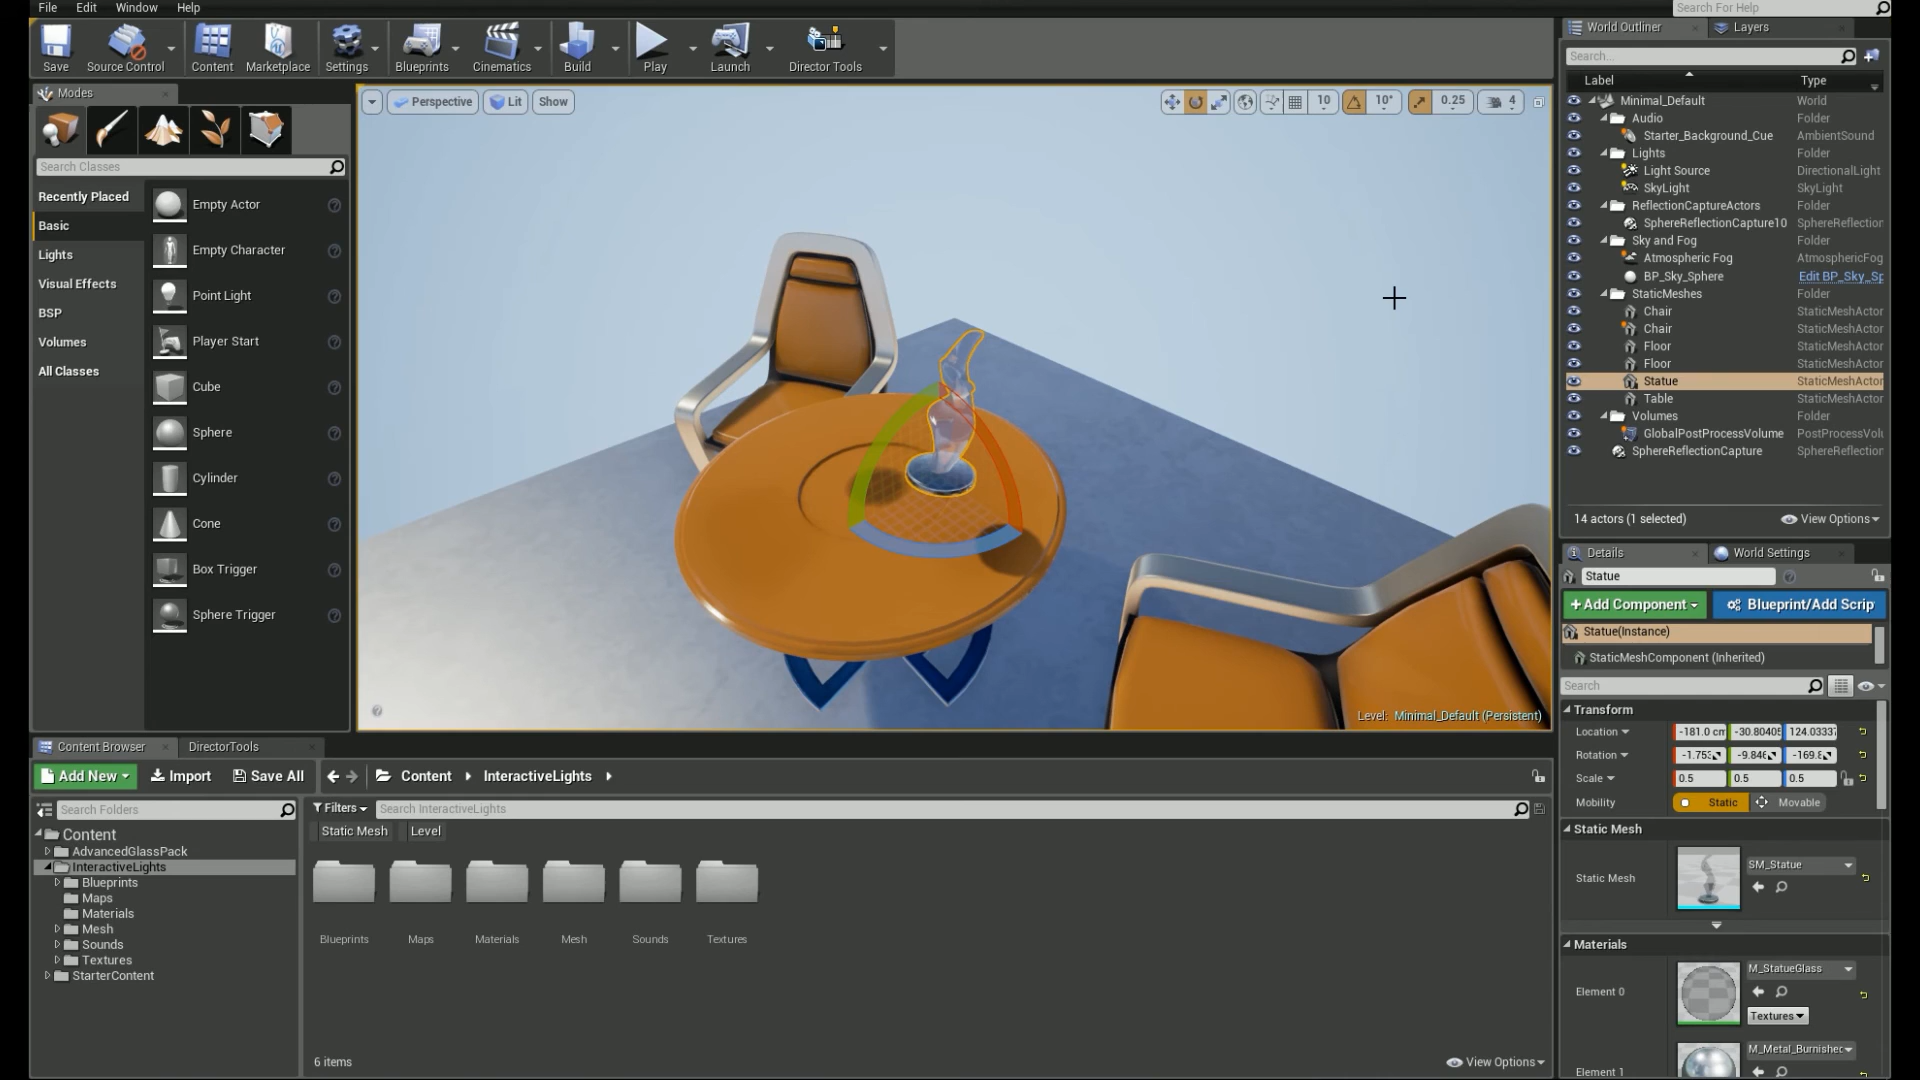 File Edit Window Help
Search For Help
Save Source Control Content Marketplace Settings Blueprints Cinematics Build Play Launch Director Tools
Modes
Search Classes
Recently Placed
Basic
Lights
Visual Effects
BSP
Volumes
All Classes
Empty Actor
Empty Character
Point Light
Player Start
Cube
Sphere
Cylinder
Cone
Box Trigger
Sphere Trigger
Perspective Lit Show
10 10° 0.25 4
Level: Minimal_Default (Persistent)
World Outliner Layers
Search...
Label Type
Minimal_Default World
Audio Folder
Starter_Background_Cue AmbientSound
Lights Folder
Light Source DirectionalLight
SkyLight SkyLight
ReflectionCaptureActors Folder
SphereReflectionCapture10 SphereReflection
Sky and Fog Folder
Atmospheric Fog AtmosphericFog
BP_Sky_Sphere Edit BP_Sky_Sp
StaticMeshes Folder
Chair StaticMeshActor
Chair StaticMeshActor
Floor StaticMeshActor
Floor StaticMeshActor
Statue StaticMeshActor
Table StaticMeshActor
Volumes Folder
GlobalPostProcessVolume PostProcessVolu
SphereReflectionCapture SphereReflection
14 actors (1 selected) View Options
Details World Settings
Statue
+Add Component Blueprint/Add Scrip
Statue(Instance)
StaticMeshComponent (Inherited)
Search
Transform
Location -181.0 cm -30.80405 124.03337
Rotation
Scale 0.5 0.5 0.5
Mobility Static Movable
Static Mesh
Static Mesh SM_Statue
Materials
Element 0 M_StatueGlass
Textures
Element 1 M_Metal_Burnished
Content Browser DirectorTools
Add New Import Save All Content InteractiveLights
Search Folders
Content
AdvancedGlassPack
InteractiveLights
Blueprints
Maps
Materials
Mesh
Sounds
Textures
StarterContent
Filters Search InteractiveLights
Static Mesh Level
Blueprints Maps Materials Mesh Sounds Textures
6 items View Options